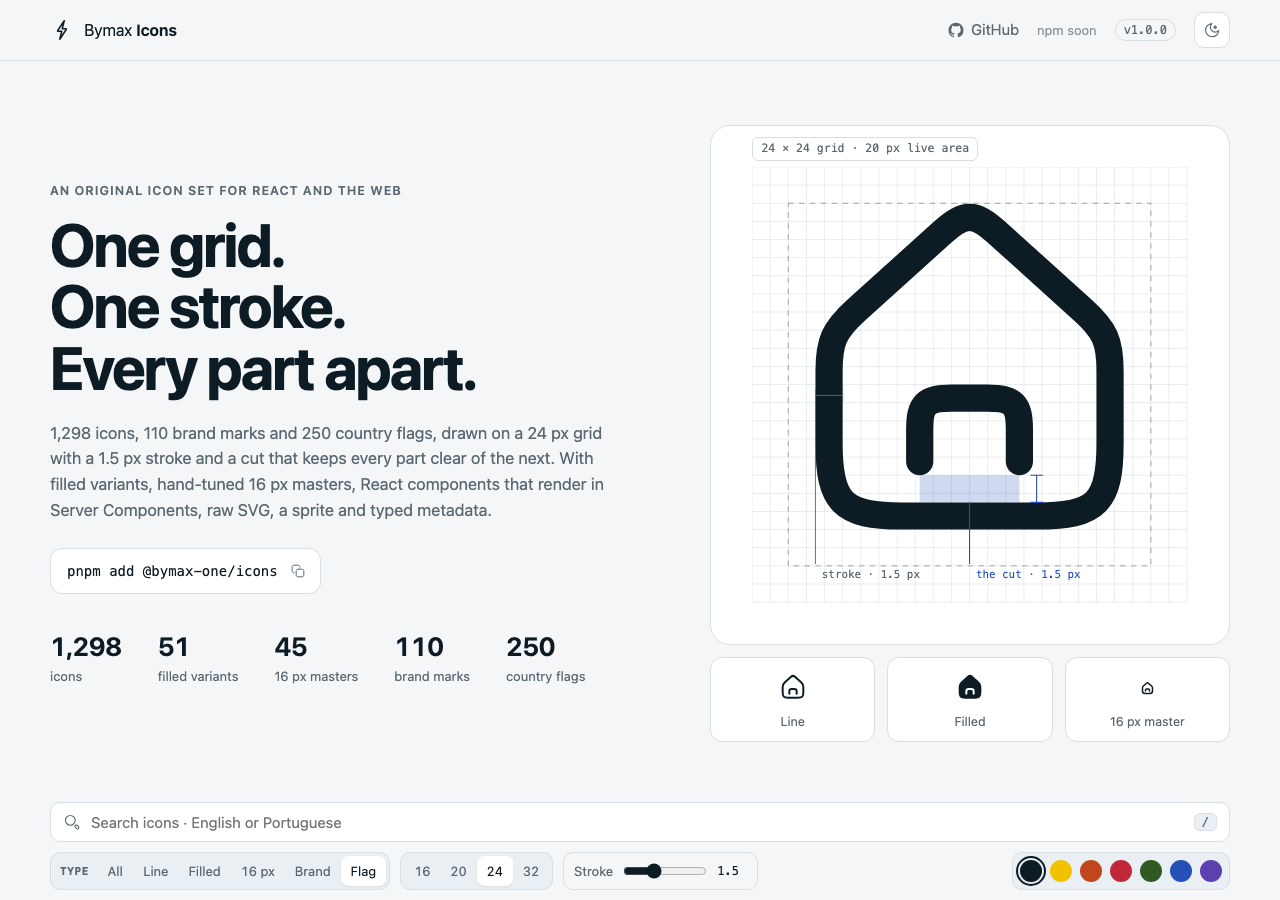 Bymax Icons
GitHub
npm soon
v1.0.0
AN ORIGINAL ICON SET FOR REACT AND THE WEB
One grid.
One stroke.
Every part apart.
1,298 icons, 110 brand marks and 250 country flags, drawn on a 24 px grid
with a 1.5 px stroke and a cut that keeps every part clear of the next. With
filled variants, hand-tuned 16 px masters, React components that render in
Server Components, raw SVG, a sprite and typed metadata.
pnpm add @bymax-one/icons
1,298
icons
51
filled variants
45
16 px masters
110
brand marks
250
country flags
24 × 24 grid · 20 px live area
stroke · 1.5 px
the cut · 1.5 px
Line
Filled
16 px master
Search icons · English or Portuguese
/
TYPE All Line Filled 16 px Brand Flag
16 20 24 32
Stroke 1.5